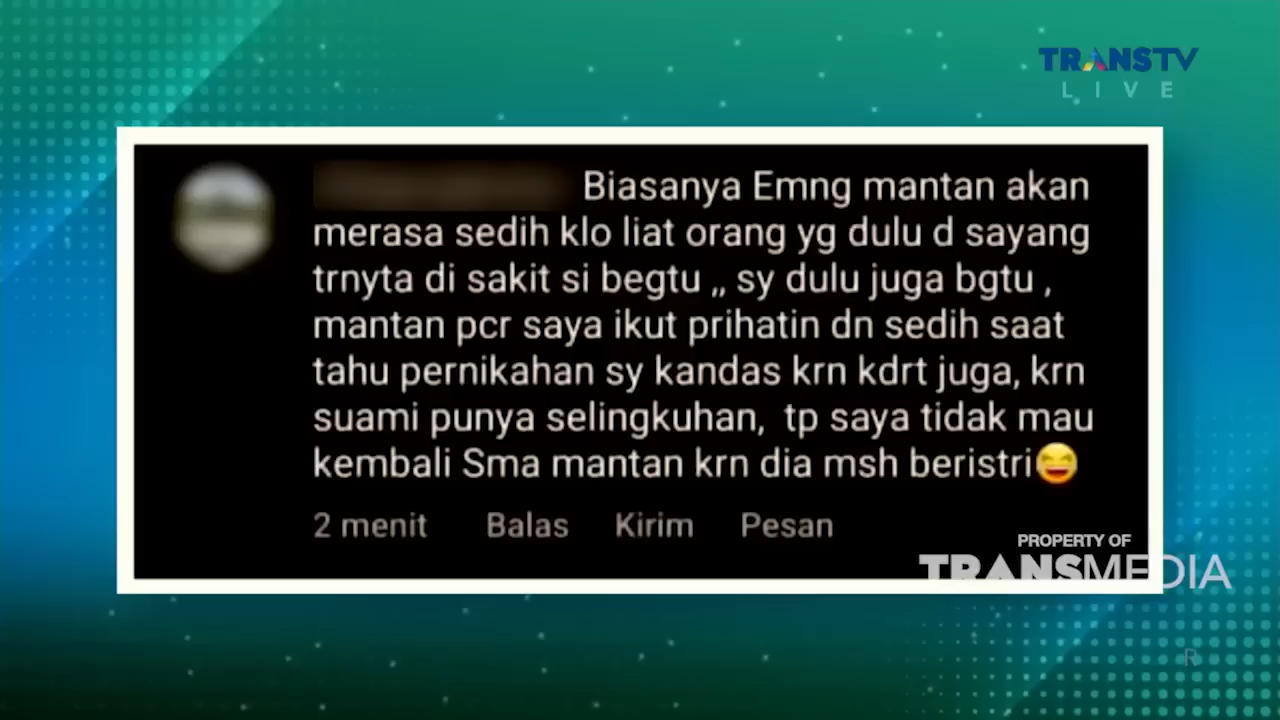 TRANSTV
LIVE
Biasanya Emng mantan akan
merasa sedih klo liat orang yg dulu d sayang
trnyta di sakit si begtu ,, sy dulu juga bgtu ,
mantan pcr saya ikut prihatin dn sedih saat
tahu pernikahan sy kandas krn kdrt juga, krn
suami punya selingkuhan, tp saya tidak mau
kembali Sma mantan krn dia msh beristri😆
2 menit Balas Kirim Pesan
PROPERTY OF
TRANSMEDIA
R